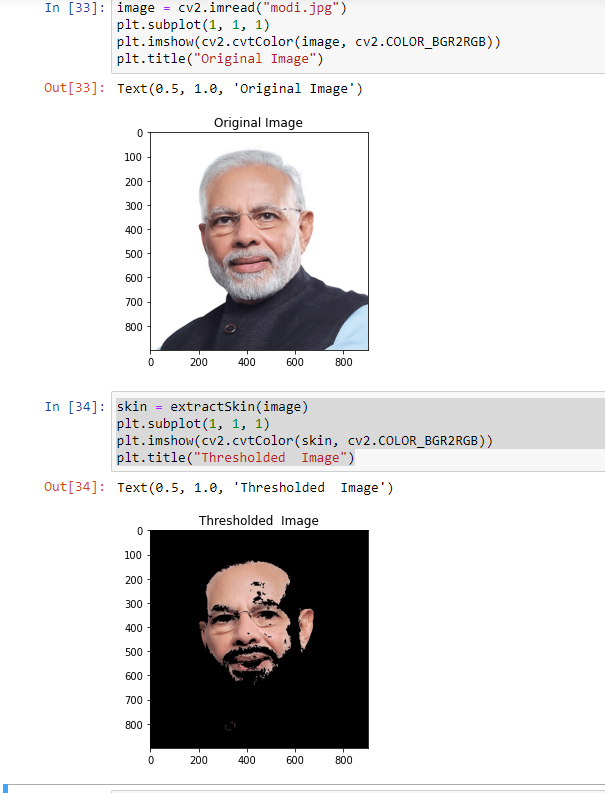 In [33]: image = cv2.imread("modi.jpg")
plt.subplot(1, 1, 1)
plt.imshow(cv2.cvtColor(image, cv2.COLOR_BGR2RGB))
plt.title("Original Image")
Out[33]: Text(0.5, 1.0, 'Original Image')
Original Image
0
100
200
300
400
500
600
700
800
0 200 400 600 800
In [34]: skin = extractSkin(image)
plt.subplot(1, 1, 1)
plt.imshow(cv2.cvtColor(skin, cv2.COLOR_BGR2RGB))
plt.title("Thresholded  Image")
Out[34]: Text(0.5, 1.0, 'Thresholded  Image')
Thresholded  Image
0
100
200
300
400
500
600
700
800
0 200 400 600 800